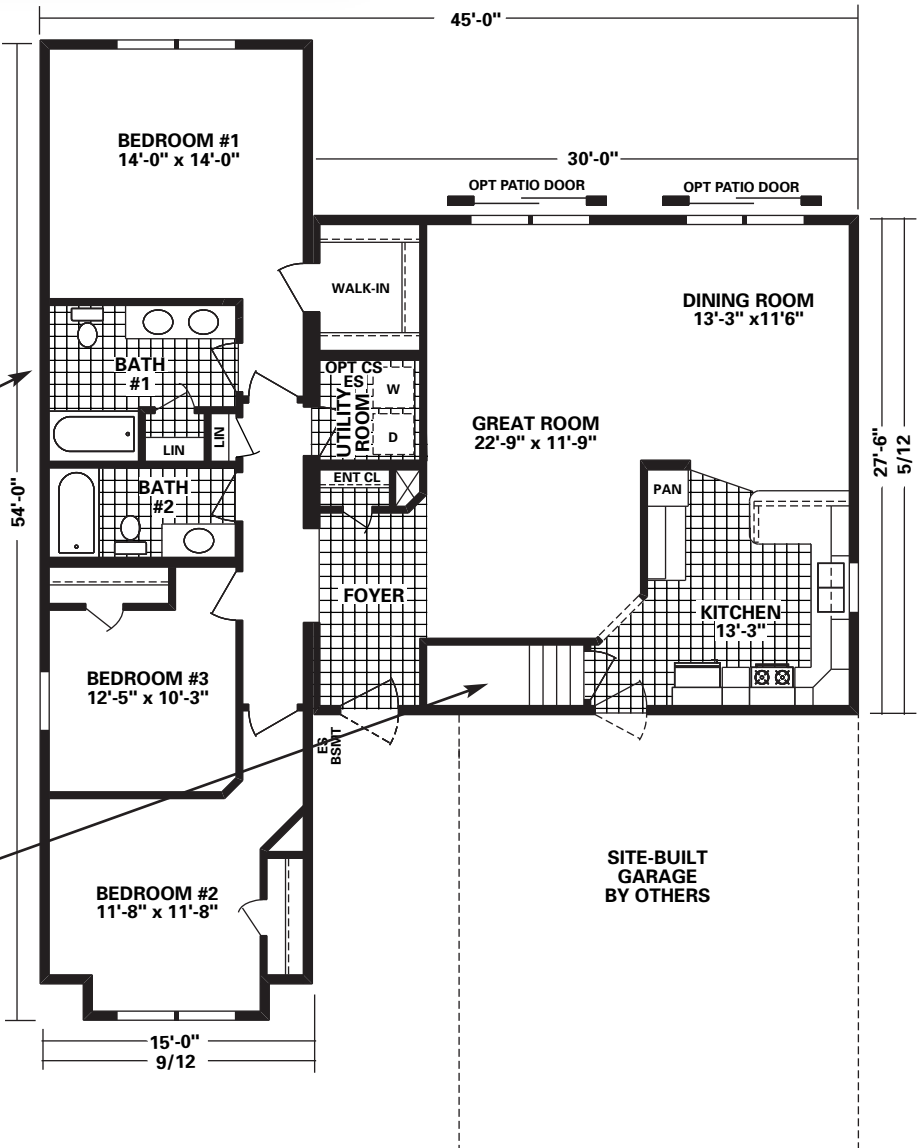 45'-0"
BEDROOM #1
14'-0" x 14'-0"
30'-0"
OPT PATIO DOOR
OPT PATIO DOOR
WALK-IN
DINING ROOM
13'-3" x11'6"
BATH
#1
OPT CS
ES
UTILITY
ROOM
W
D
LIN
LIN
GREAT ROOM
22'-9" x 11'-9"
27'-6"
5/12
54'-0"
BATH
#2
ENT CL
PAN
FOYER
KITCHEN
13'-3"
BEDROOM #3
12'-5" x 10'-3"
ES
BSMT
BEDROOM #2
11'-8" x 11'-8"
SITE-BUILT
GARAGE
BY OTHERS
15'-0"
9/12